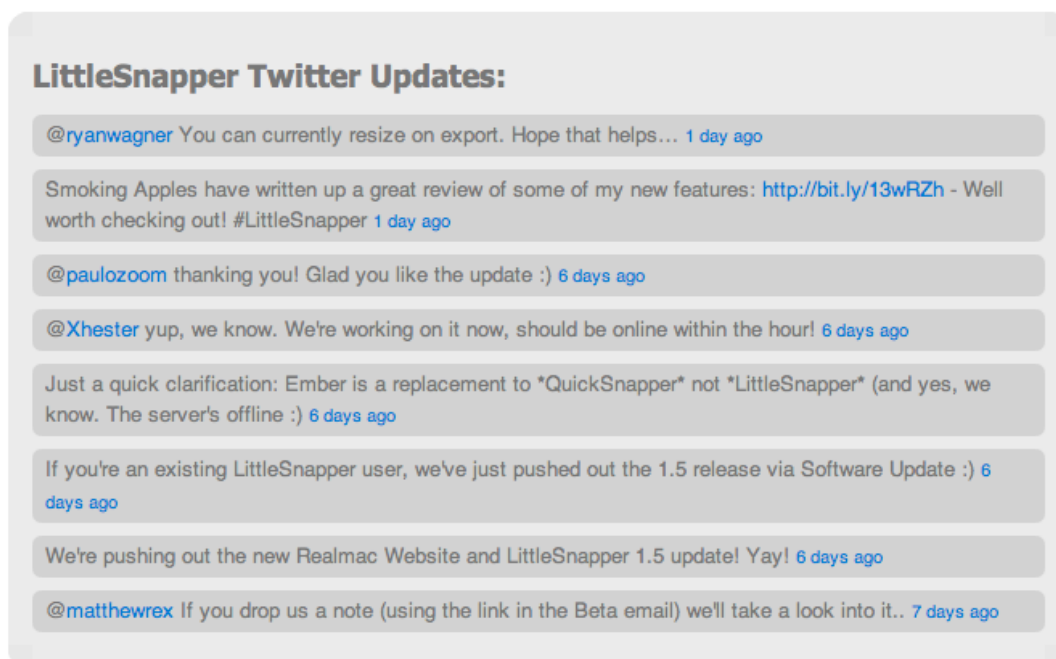 LittleSnapper Twitter Updates:
@ryanwagner You can currently resize on export. Hope that helps… 1 day ago
Smoking Apples have written up a great review of some of my new features: http://bit.ly/13wRZh - Well
worth checking out! #LittleSnapper 1 day ago
@paulozoom thanking you! Glad you like the update :) 6 days ago
@Xhester yup, we know. We're working on it now, should be online within the hour! 6 days ago
Just a quick clarification: Ember is a replacement to *QuickSnapper* not *LittleSnapper* (and yes, we
know. The server's offline :) 6 days ago
If you're an existing LittleSnapper user, we've just pushed out the 1.5 release via Software Update :) 6
days ago
We're pushing out the new Realmac Website and LittleSnapper 1.5 update! Yay! 6 days ago
@matthewrex If you drop us a note (using the link in the Beta email) we'll take a look into it.. 7 days ago